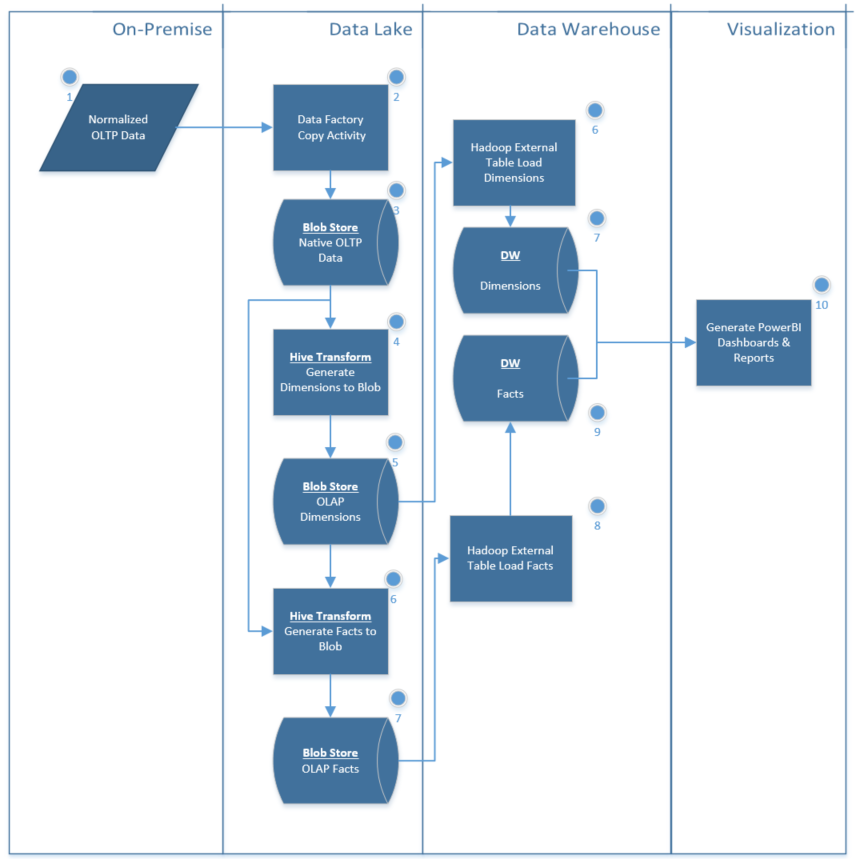 On-Premise
Data Lake
Data Warehouse
Visualization
1
Normalized
OLTP Data
2
Data Factory
Copy Activity
3
Blob Store
Native OLTP
Data
4
Hive Transform
Generate
Dimensions to Blob
5
Blob Store
OLAP
Dimensions
6
Hive Transform
Generate Facts to
Blob
7
Blob Store
OLAP Facts
6
Hadoop External
Table Load
Dimensions
7
DW
Dimensions
DW
Facts
9
8
Hadoop External
Table Load Facts
10
Generate PowerBI
Dashboards &
Reports